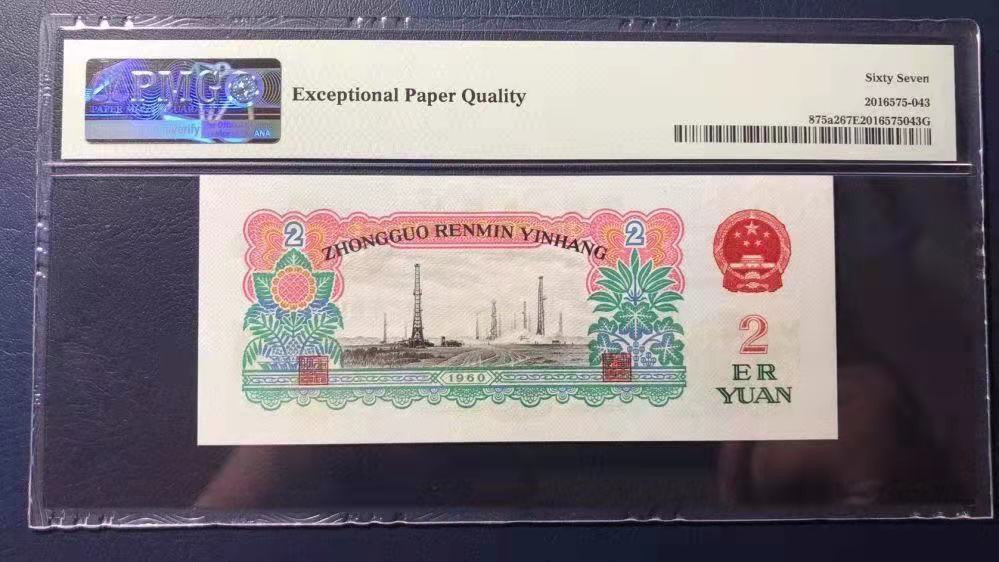 PMG
Exceptional Paper Quality
Sixty Seven
2016575-043
875a267E2016575043G
2
ZHONGGUO RENMIN YINHANG
2
1960
2
ER
YUAN